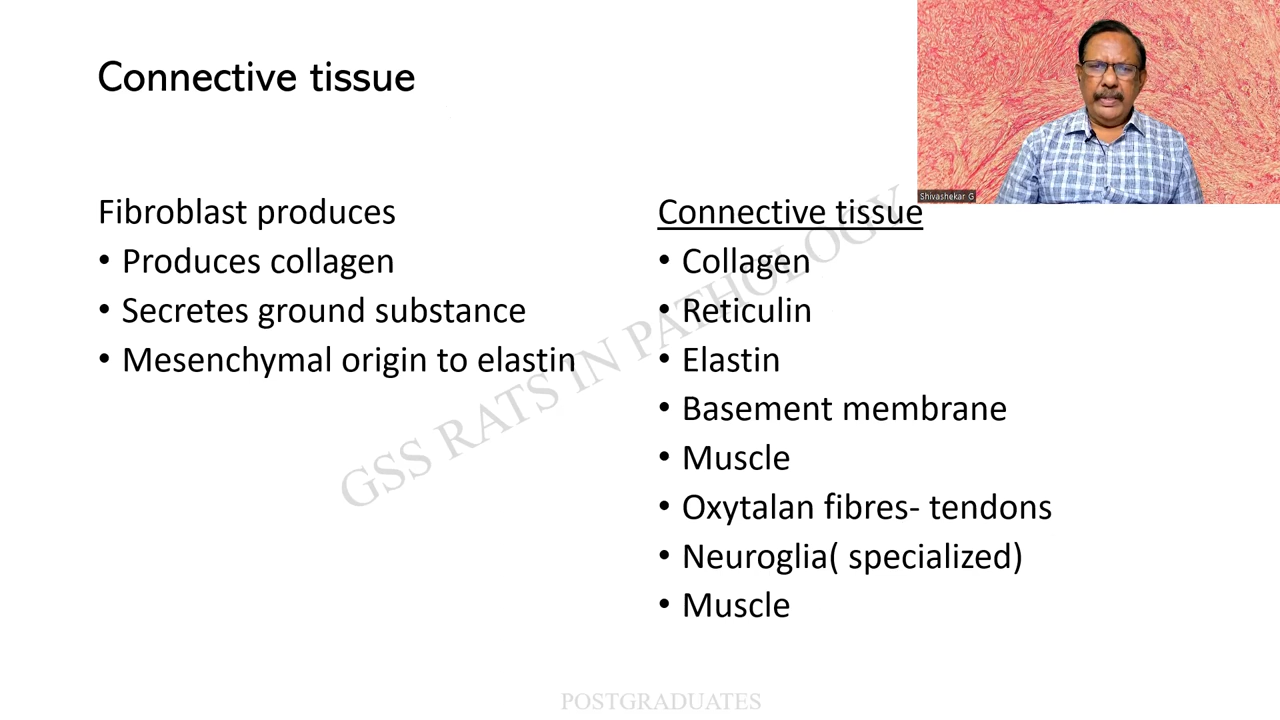 Connective tissue
Shivashekar G
Fibroblast produces
• Produces collagen
• Secretes ground substance
• Mesenchymal origin to elastin
Connective tissue
• Collagen
• Reticulin
• Elastin
• Basement membrane
• Muscle
• Oxytalan fibres- tendons
• Neuroglia( specialized)
• Muscle
GSS RATS IN PATHOLOGY
POSTGRADUATES